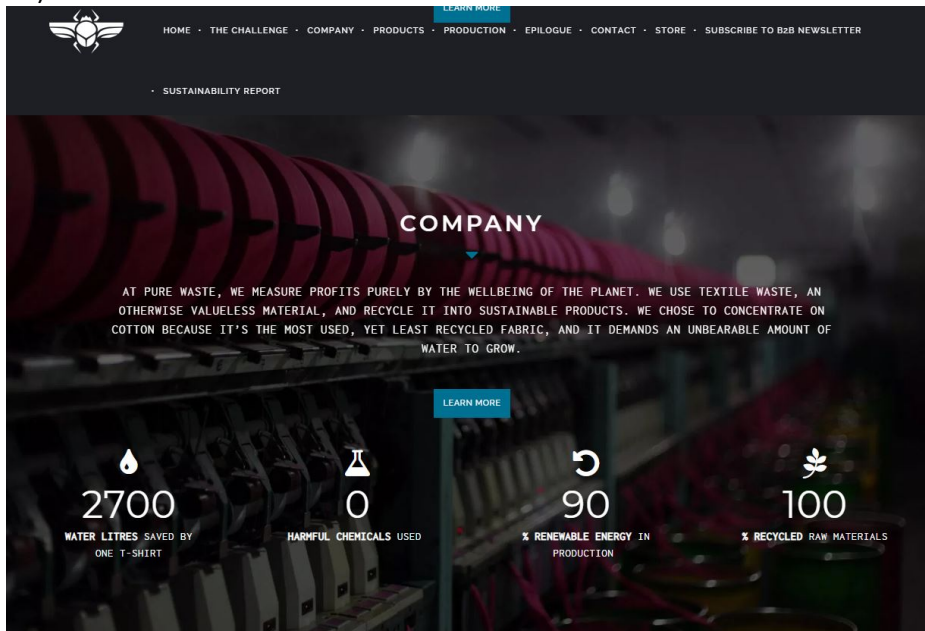 LEARN MORE
HOME · THE CHALLENGE · COMPANY · PRODUCTS · PRODUCTION · EPILOGUE · CONTACT · STORE · SUBSCRIBE TO B2B NEWSLETTER
· SUSTAINABILITY REPORT
COMPANY
AT PURE WASTE, WE MEASURE PROFITS PURELY BY THE WELLBEING OF THE PLANET. WE USE TEXTILE WASTE, AN
OTHERWISE VALUELESS MATERIAL, AND RECYCLE IT INTO SUSTAINABLE PRODUCTS. WE CHOSE TO CONCENTRATE ON
COTTON BECAUSE IT'S THE MOST USED, YET LEAST RECYCLED FABRIC, AND IT DEMANDS AN UNBEARABLE AMOUNT OF
WATER TO GROW.
LEARN MORE
2700
WATER LITRES SAVED BY
ONE T-SHIRT
0
HARMFUL CHEMICALS USED
90
% RENEWABLE ENERGY IN
PRODUCTION
100
% RECYCLED RAW MATERIALS